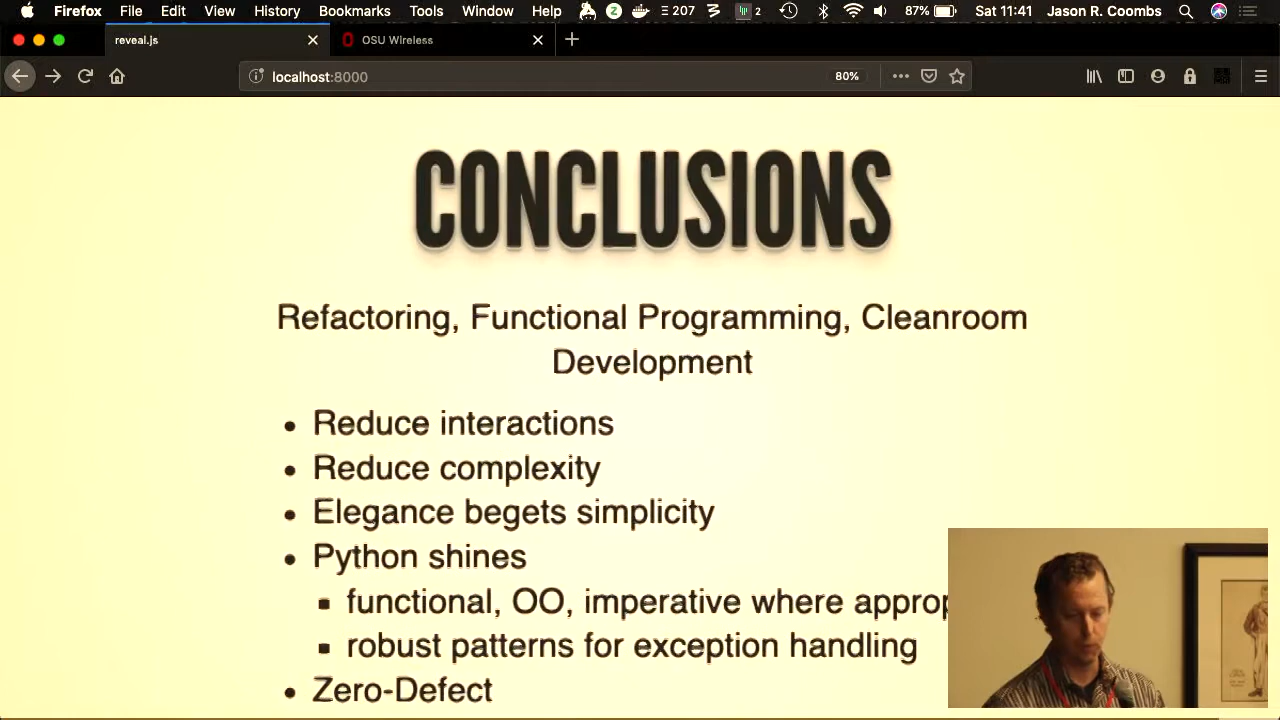 Firefox File Edit View History Bookmarks Tools Window Help 207 2 87% Sat 11:41 Jason R. Coombs
reveal.js OSU Wireless
localhost:8000 80%
CONCLUSIONS
Refactoring, Functional Programming, Cleanroom
Development
Reduce interactions
Reduce complexity
Elegance begets simplicity
Python shines
functional, OO, imperative where approp
robust patterns for exception handling
Zero-Defect